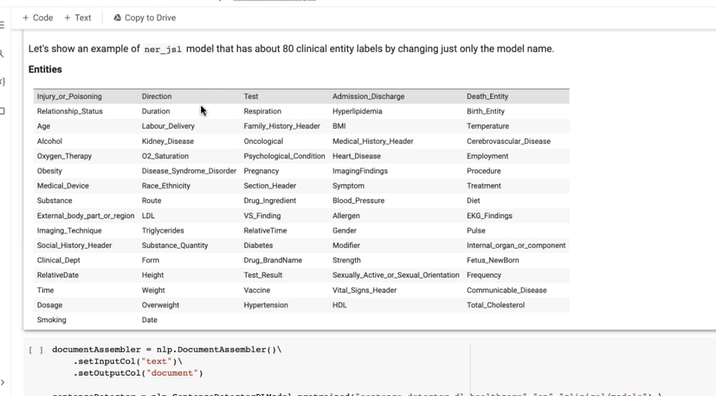 + Code + Text Copy to Drive
Let's show an example of ner_jsl model that has about 80 clinical entity labels by changing just only the model name.
Entities
Injury_or_Poisoning Direction Test Admission_Discharge Death_Entity
Relationship_Status Duration Respiration Hyperlipidemia Birth_Entity
Age Labour_Delivery Family_History_Header BMI Temperature
Alcohol Kidney_Disease Oncological Medical_History_Header Cerebrovascular_Disease
Oxygen_Therapy O2_Saturation Psychological_Condition Heart_Disease Employment
Obesity Disease_Syndrome_Disorder Pregnancy ImagingFindings Procedure
Medical_Device Race_Ethnicity Section_Header Symptom Treatment
Substance Route Drug_Ingredient Blood_Pressure Diet
External_body_part_or_region LDL VS_Finding Allergen EKG_Findings
Imaging_Technique Triglycerides RelativeTime Gender Pulse
Social_History_Header Substance_Quantity Diabetes Modifier Internal_organ_or_component
Clinical_Dept Form Drug_BrandName Strength Fetus_NewBorn
RelativeDate Height Test_Result Sexually_Active_or_Sexual_Orientation Frequency
Time Weight Vaccine Vital_Signs_Header Communicable_Disease
Dosage Overweight Hypertension HDL Total_Cholesterol
Smoking Date
[ ] documentAssembler = nlp.DocumentAssembler()\
.setInputCol("text")\
.setOutputCol("document")